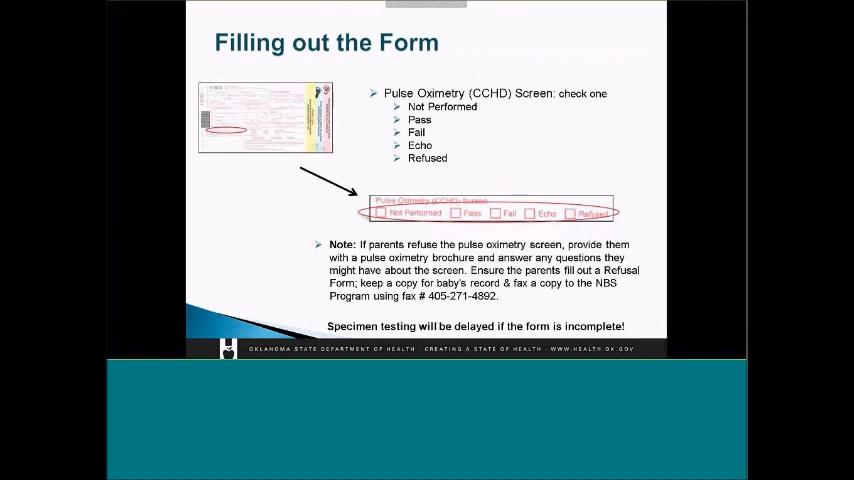 Filling out the Form
Pulse Oximetry (CCHD) Screen: check one
Not Performed
Pass
Fail
Echo
Refused
Pulse Oximetry (CCHD) Screen
Not Performed Pass Fail Echo Refused
Note: If parents refuse the pulse oximetry screen, provide them
with a pulse oximetry brochure and answer any questions they
might have about the screen. Ensure the parents fill out a Refusal
Form; keep a copy for baby's record & fax a copy to the NBS
Program using fax # 405-271-4892.
Specimen testing will be delayed if the form is incomplete!
OKLAHOMA STATE DEPARTMENT OF HEALTH · CREATING A STATE OF HEALTH · WWW.HEALTH.OK.GOV